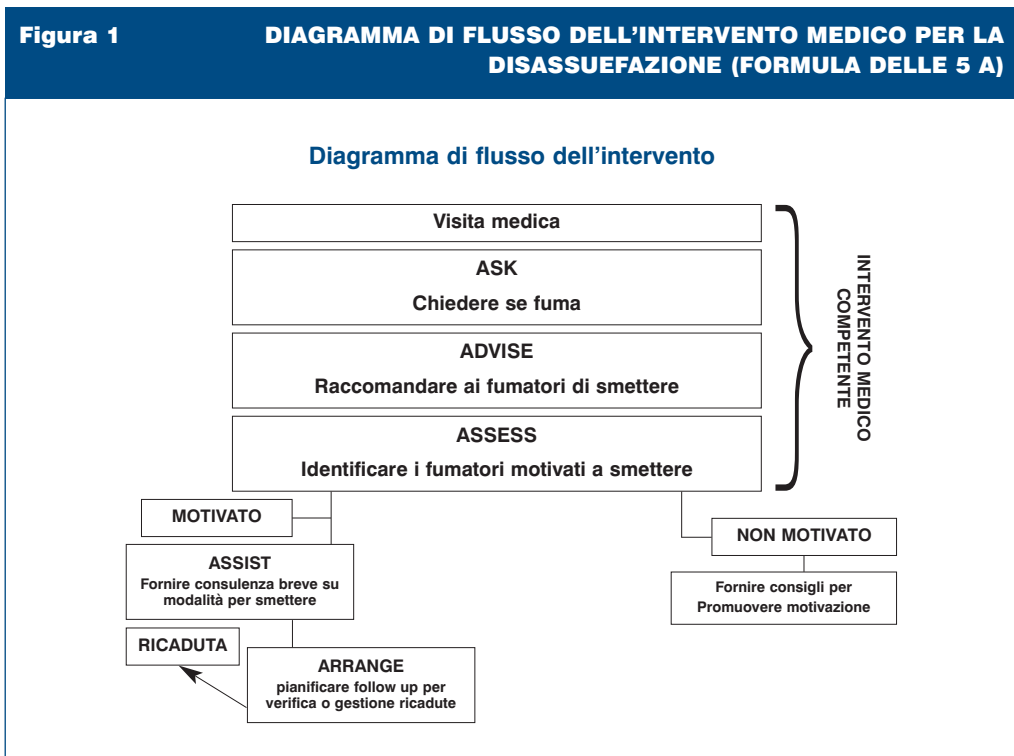 Figura 1
DIAGRAMMA DI FLUSSO DELL'INTERVENTO MEDICO PER LA
DISASSUEFAZIONE (FORMULA DELLE 5 A)
Diagramma di flusso dell'intervento
Visita medica
ASK
Chiedere se fuma
ADVISE
Raccomandare ai fumatori di smettere
ASSESS
Identificare i fumatori motivati a smettere
INTERVENTO MEDICO
COMPETENTE
MOTIVATO
ASSIST
Fornire consulenza breve su
modalità per smettere
RICADUTA
ARRANGE
pianificare follow up per
verifica o gestione ricadute
NON MOTIVATO
Fornire consigli per
Promuovere motivazione